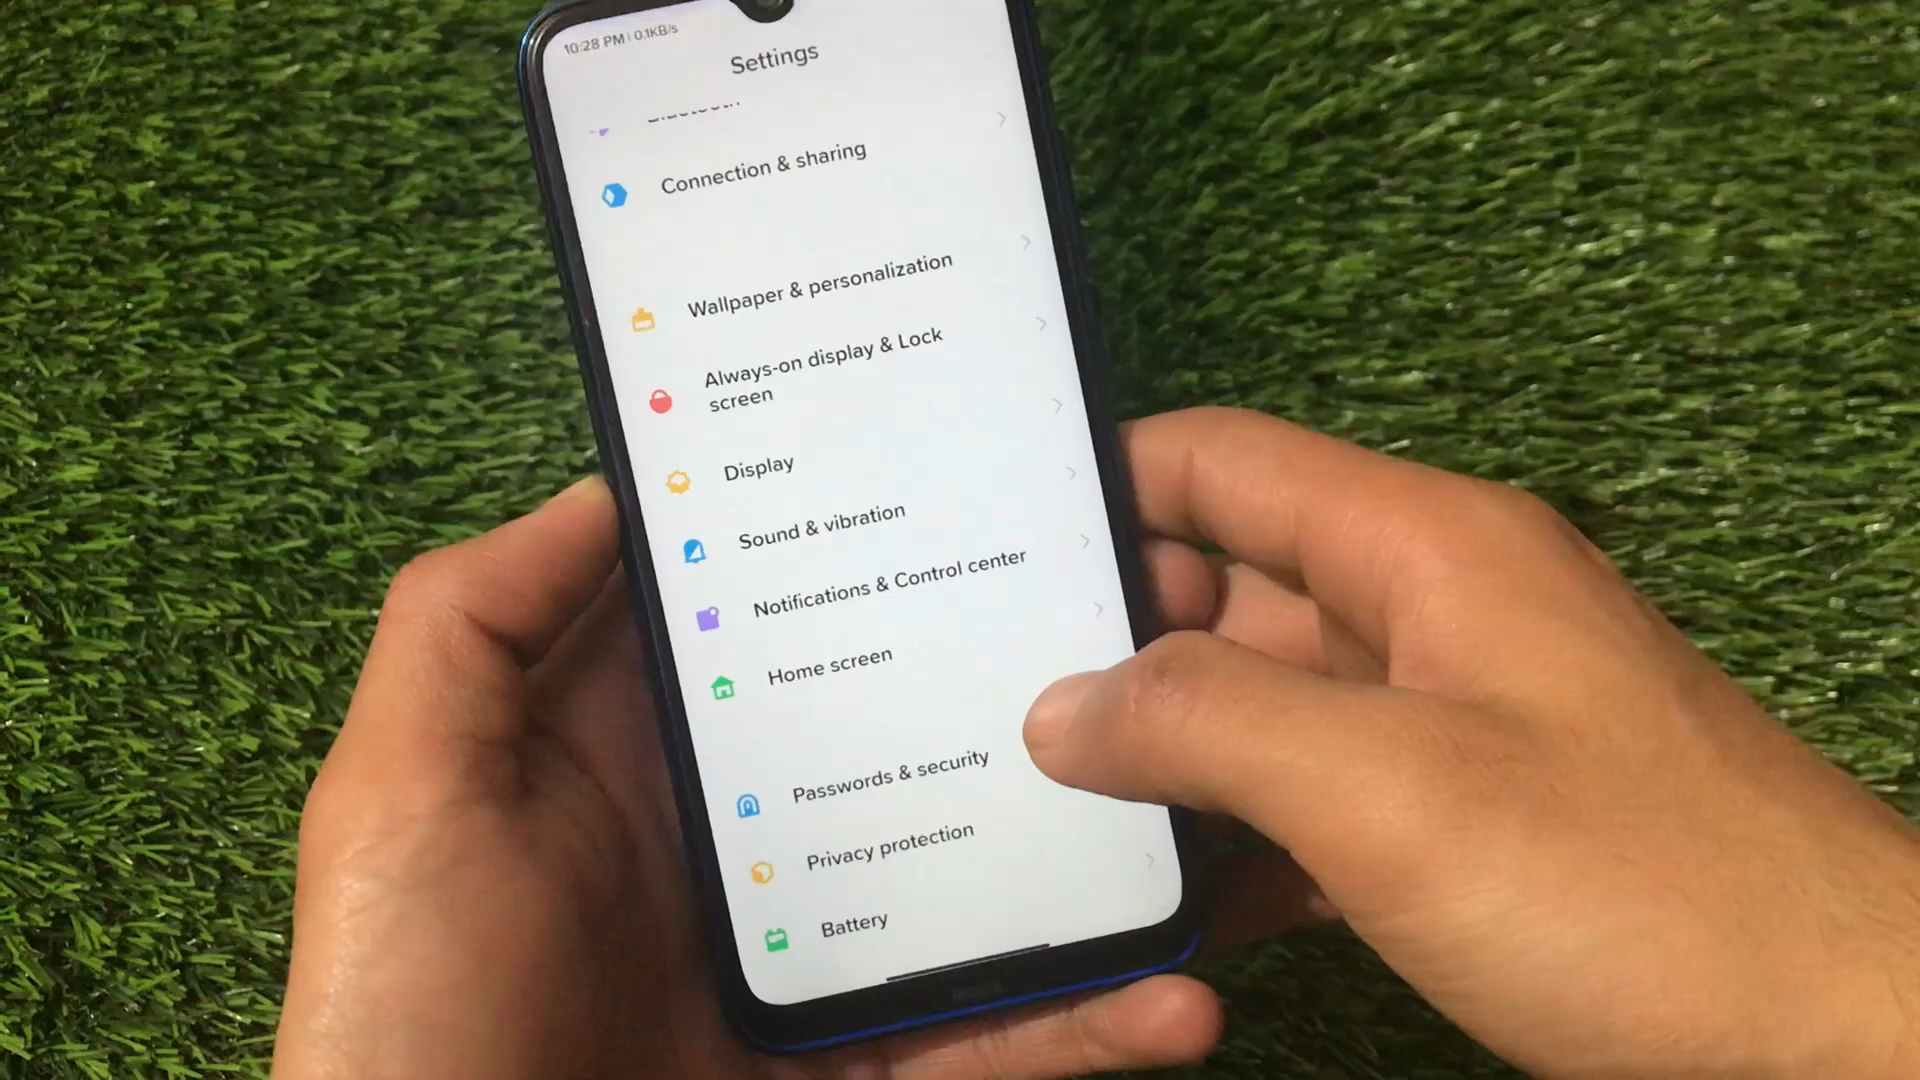 10:28 PM | 0.1KB/s
Settings
Bluetooth
Connection & sharing
Wallpaper & personalization
Always-on display & Lock
screen
Display
Sound & vibration
Notifications & Control center
Home screen
Passwords & security
Privacy protection
Battery